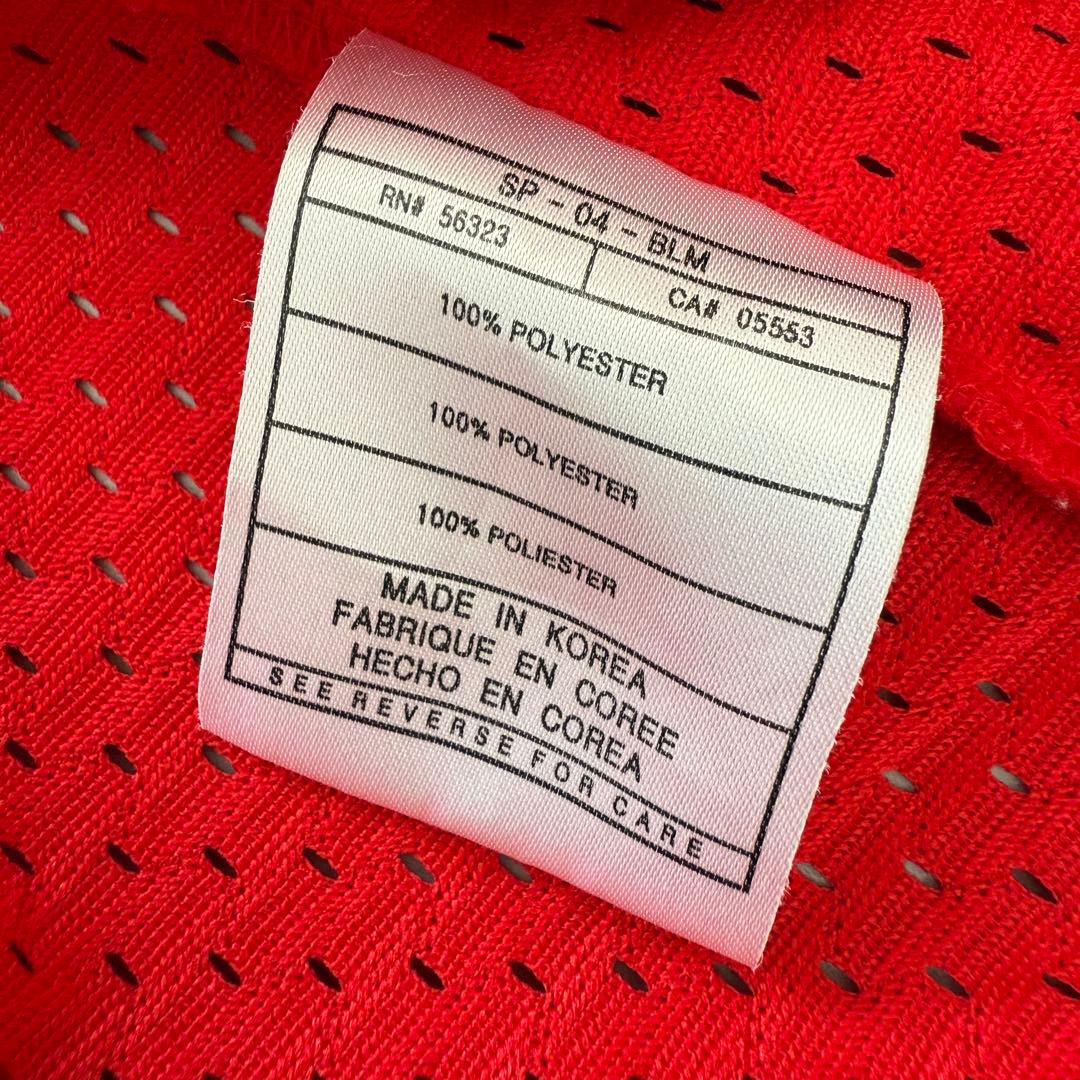 SP - 04 - BLM
RN# 56323
CA# 05553
100% POLYESTER
100% POLYESTER
100% POLIESTER
MADE IN KOREA
FABRIQUE EN COREE
HECHO EN COREA
SEE REVERSE FOR CARE